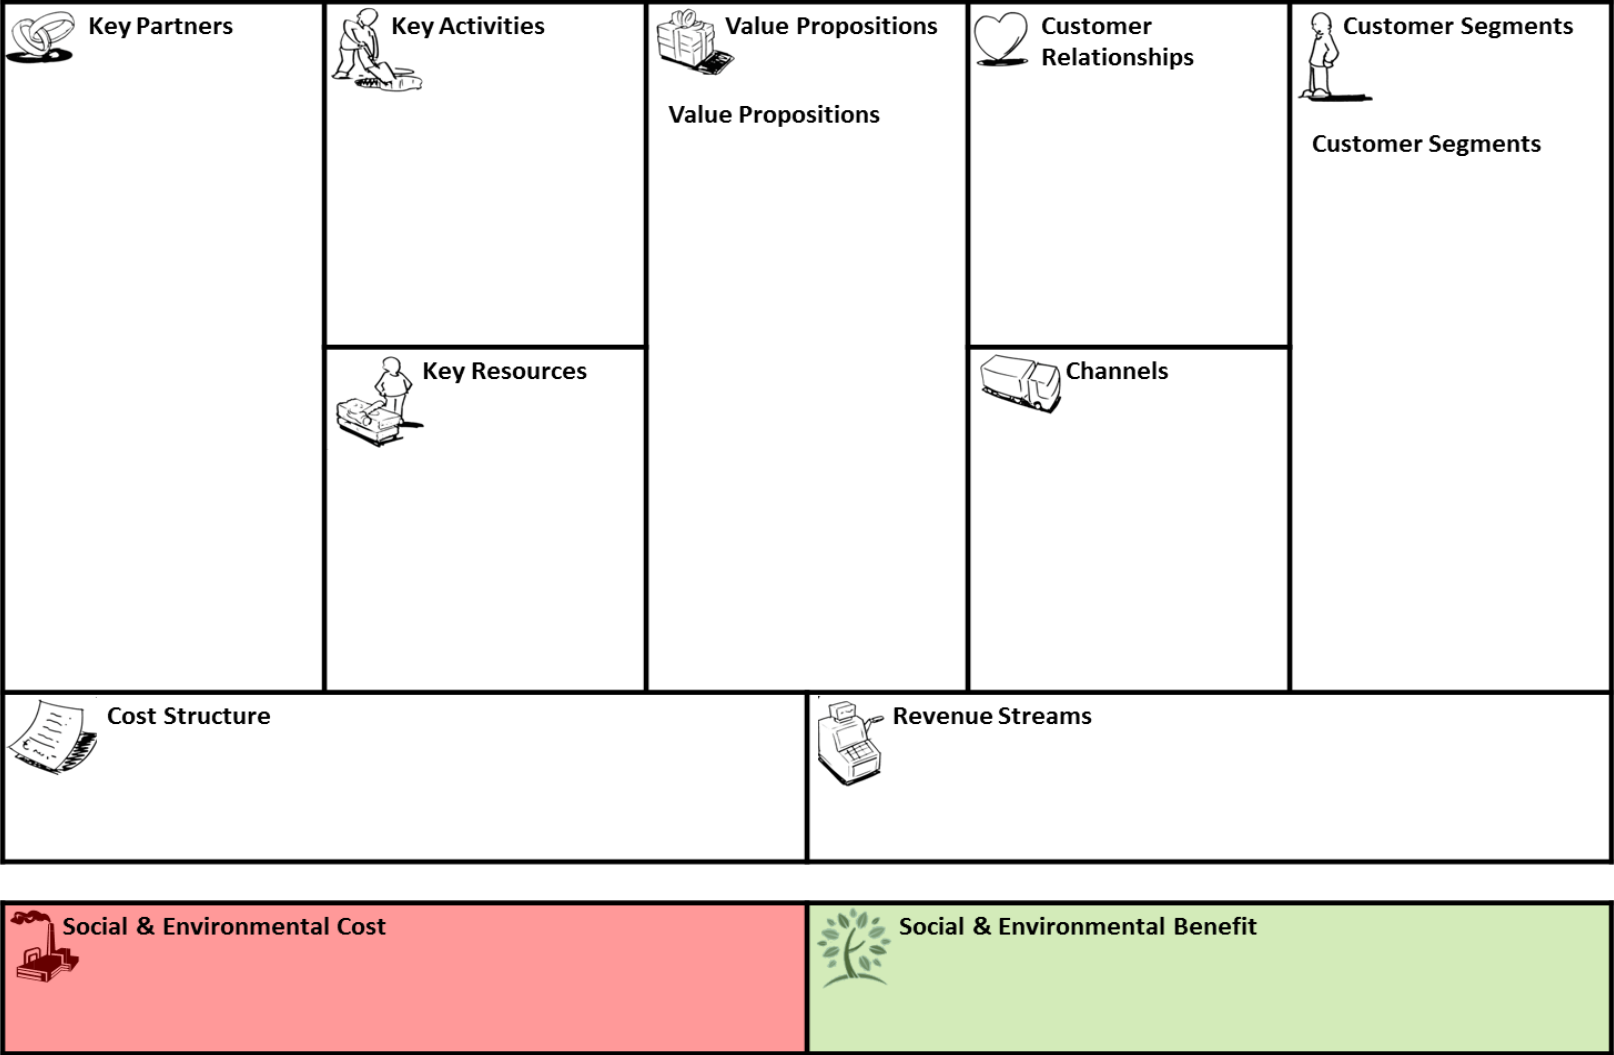 Key Partners
Key Activities
Value Propositions
Customer
Relationships
Customer Segments
Value Propositions
Customer Segments
Key Resources
Channels
Cost Structure
Revenue Streams
Social & Environmental Cost
Social & Environmental Benefit